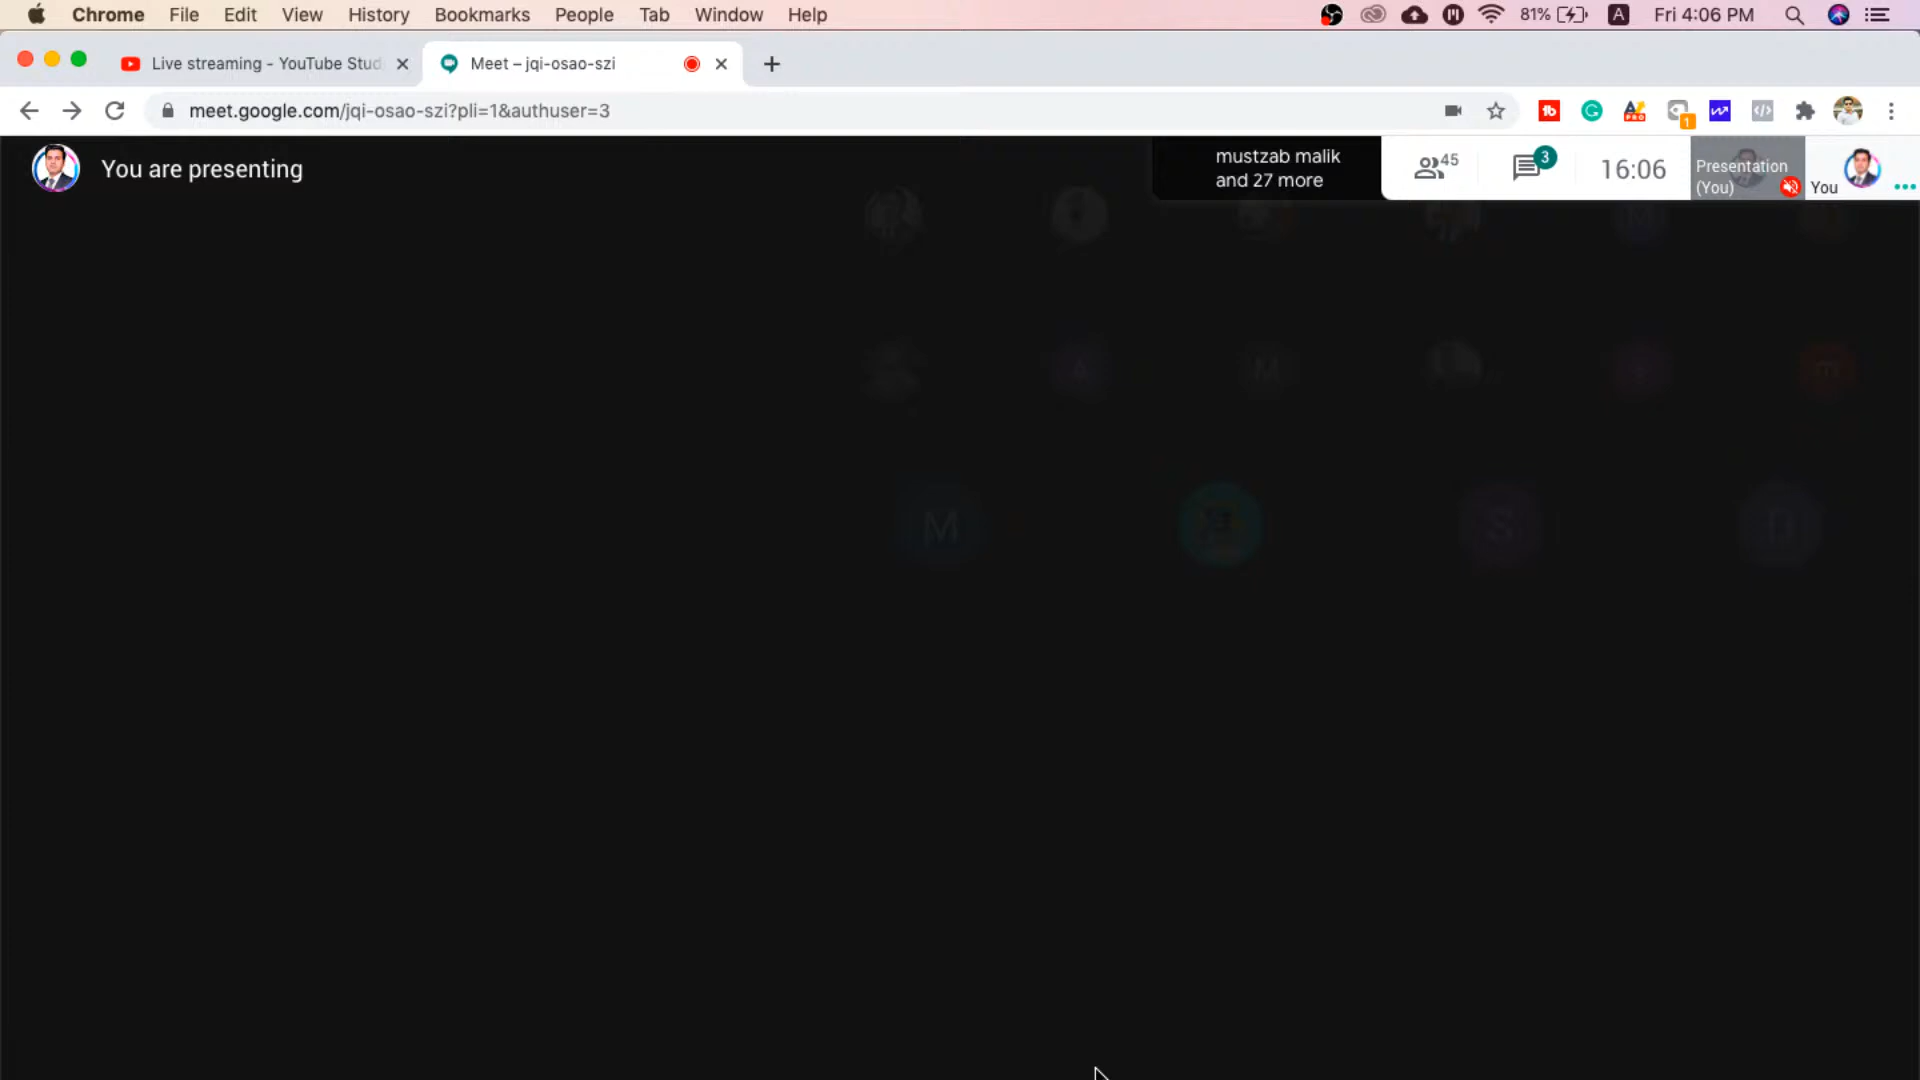 Chrome File Edit View History Bookmarks People Tab Window Help 81% A Fri 4:06 PM
Live streaming - YouTube Stud Meet – jqi-osao-szi
meet.google.com/jqi-osao-szi?pli=1&authuser=3 1
You are presenting
mustzab malik
and 27 more
45 3 16:06
Presentation
(You)
You
M
A M m
M S D